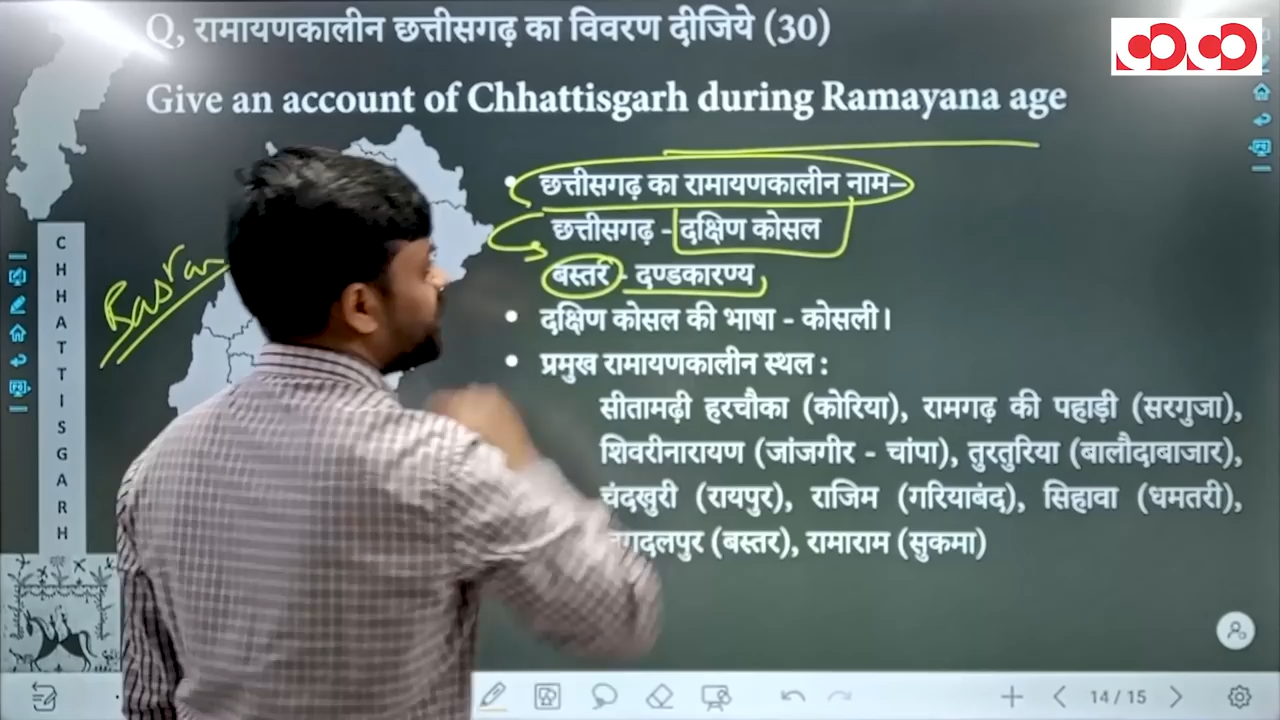 Q, रामायणकालीन छत्तीसगढ़ का विवरण दीजिये (30)
Give an account of Chhattisgarh during Ramayana age
• छत्तीसगढ़ का रामायणकालीन नाम–
छत्तीसगढ़ - दक्षिण कोसल
बस्तर - दण्डकारण्य
• दक्षिण कोसल की भाषा - कोसली।
• प्रमुख रामायणकालीन स्थल :
सीतामढ़ी हरचौका (कोरिया), रामगढ़ की पहाड़ी (सरगुजा),
शिवरीनारायण (जांजगीर - चांपा), तुरतुरिया (बालौदाबाजार),
चंदखुरी (रायपुर), राजिम (गरियाबंद), सिहावा (धमतरी),
(बस्तर), रामाराम (सुकमा)
CHHATTISGARH
14 / 15